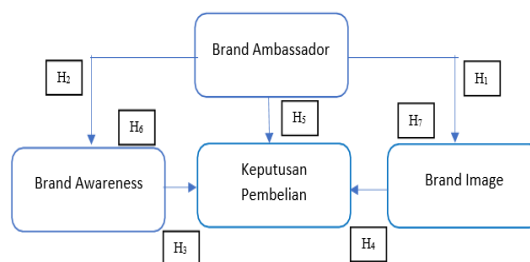 Brand Ambassador
H₂
H₁
H₆
H₅
H₇
Brand Awareness
Keputusan
Pembelian
Brand Image
H₃
H₄